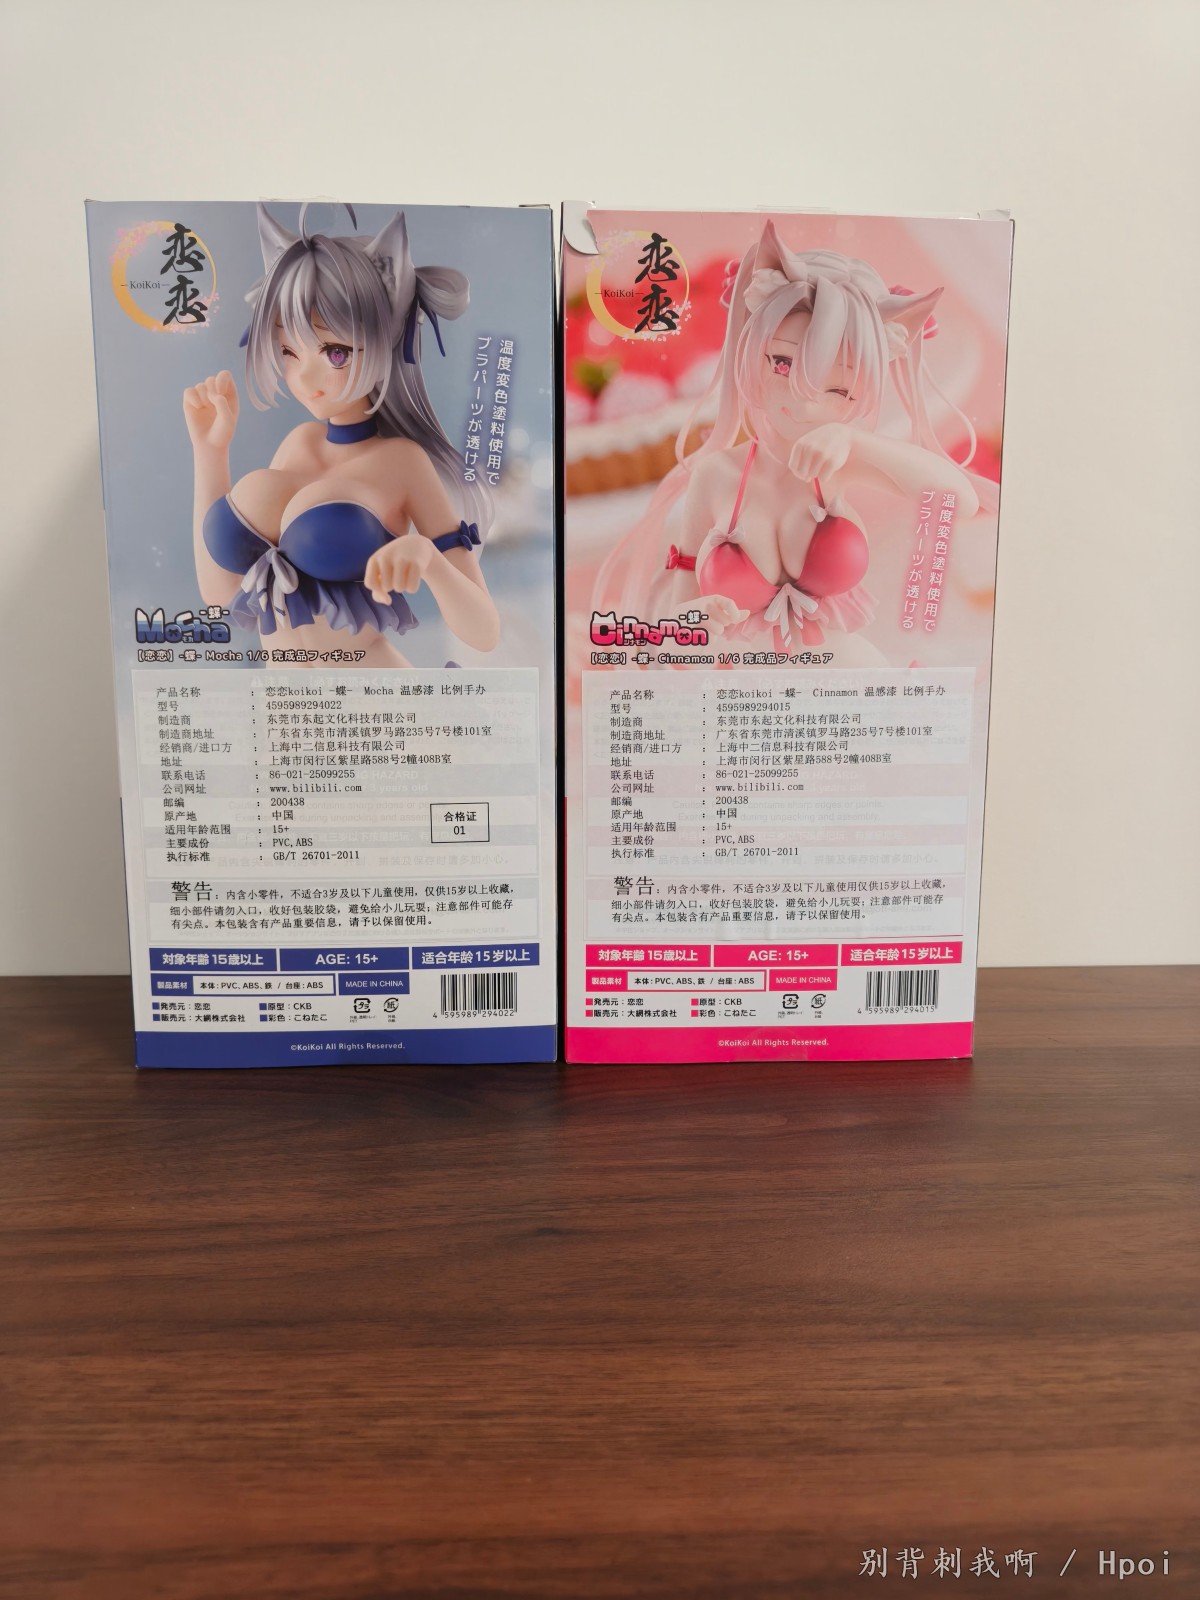 恋恋
KoiKoi
温度変色塗料使用で
ブラパーツが透ける
-蝶-
Mocha
【恋恋】-蝶- Mocha 1/6 完成品フィギュア
产品名称 : 恋恋koikoi -蝶- Mocha 温感漆 比例手办
型号 : 4595989294022
制造商 : 东莞市东起文化科技有限公司
制造商地址 : 广东省东莞市清溪镇罗马路235号7号楼101室
经销商/进口方 : 上海中二信息科技有限公司
地址 : 上海市闵行区紫星路588号2幢408B室
联系电话 : 86-021-25099255
公司网址 : www.bilibili.com
邮编 : 200438
原产地 : 中国
适用年龄范围 : 15+
主要成份 : PVC,ABS
执行标准 : GB/T 26701-2011
合格证
01
警告：内含小零件，不适合3岁及以下儿童使用，仅供15岁以上收藏，
细小部件请勿入口，收好包装胶袋，避免给小儿玩耍；注意部件可能存
有尖点。本包装含有产品重要信息，请予以保留使用。
対象年齢15歳以上
AGE: 15+
适合年龄15岁以上
製品素材
本体：PVC、ABS、鉄 / 台座：ABS
MADE IN CHINA
■発売元：恋恋 ■原型：CKB
■販売元：大網株式会社 ■彩色：こねたこ
プラ
紙
4 595989 294022
©KoiKoi All Rights Reserved.
恋恋
KoiKoi
温度変色塗料使用で
ブラパーツが透ける
-蝶-
Cinnamon
シナモン
【恋恋】-蝶- Cinnamon 1/6 完成品フィギュア
产品名称 : 恋恋koikoi -蝶- Cinnamon 温感漆 比例手办
型号 : 4595989294015
制造商 : 东莞市东起文化科技有限公司
制造商地址 : 广东省东莞市清溪镇罗马路235号7号楼101室
经销商/进口方 : 上海中二信息科技有限公司
地址 : 上海市闵行区紫星路588号2幢408B室
联系电话 : 86-021-25099255
公司网址 : www.bilibili.com
邮编 : 200438
原产地 : 中国
适用年龄范围 : 15+
主要成份 : PVC,ABS
执行标准 : GB/T 26701-2011
警告：内含小零件，不适合3岁及以下儿童使用仅供15岁以上收藏，
细小部件请勿入口，收好包装胶袋，避免给小儿玩耍；注意部件可能存
有尖点。本包装含有产品重要信息，请予以保留使用。
対象年齢15歳以上
AGE: 15+
适合年龄15岁以上
製品素材
本体：PVC、ABS、鉄 / 台座：ABS
MADE IN CHINA
■発売元：恋恋 ■原型：CKB
■販売元：大網株式会社 ■彩色：こねたこ
プラ
紙
4 595989 294015
©KoiKoi All Rights Reserved.
别背刺我啊 / Hpoi